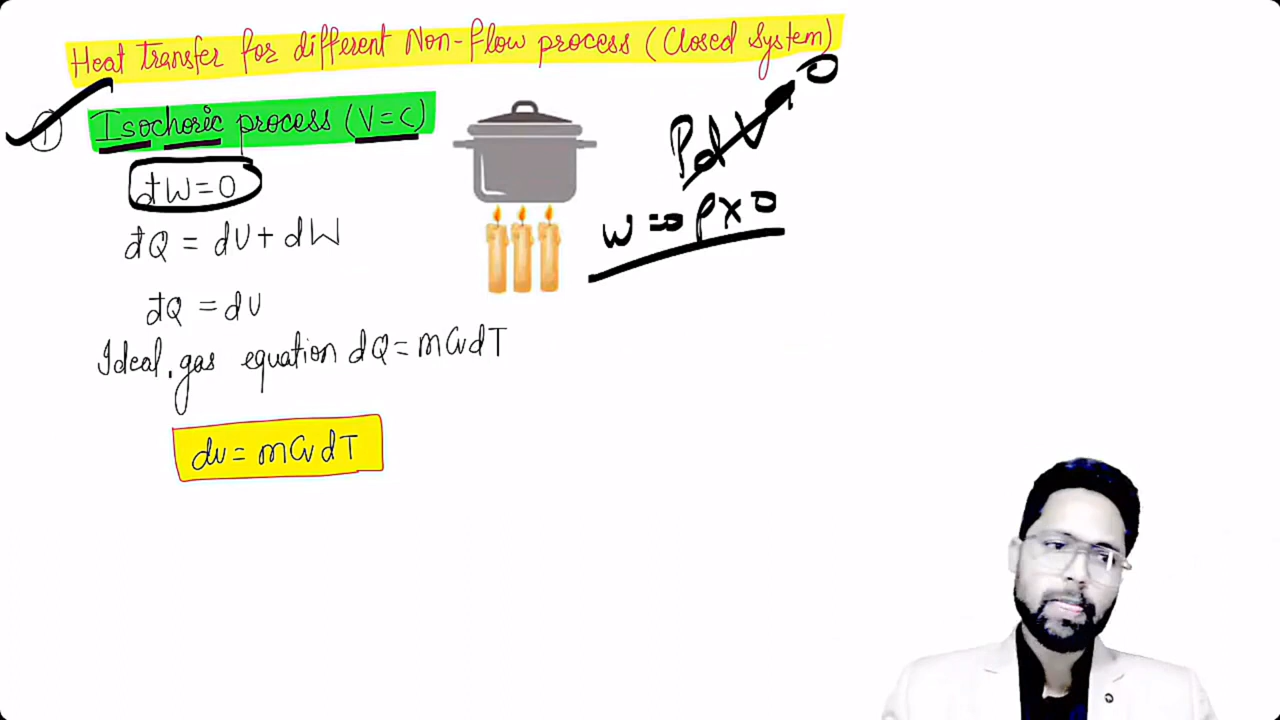 Heat transfer for different Non-flow process (Closed System)
① Isochoric process (V=C)
đW=0
đQ = dU + đW
đQ = dU
Ideal gas equation dQ = mCvdT
du = mCvdT
PdV 0
W = P x 0